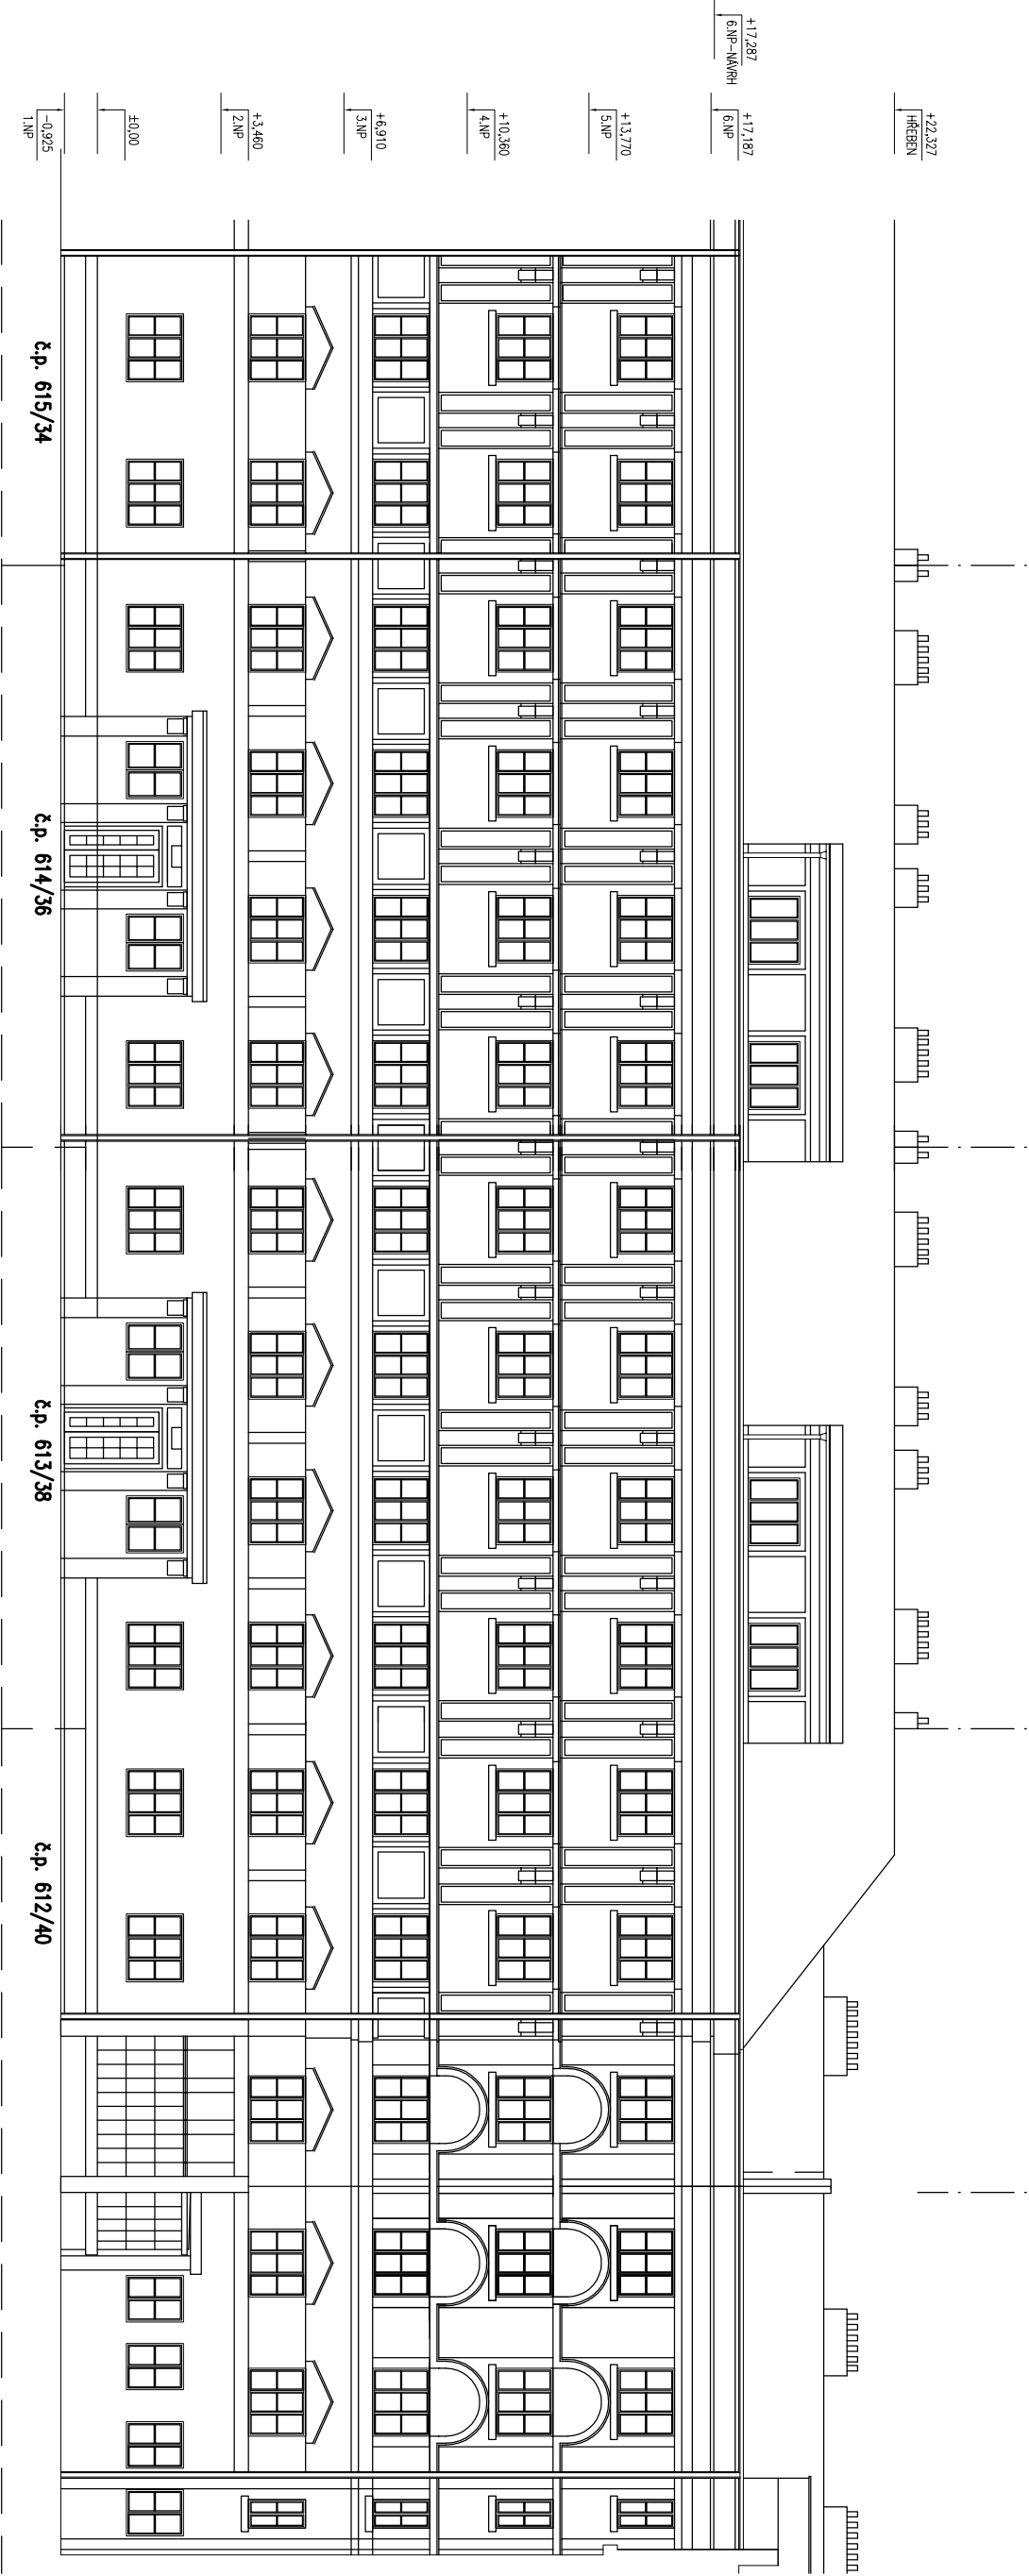 +22,327
HŘEBEN
+17,287
6.NP-NÁVRH
+17,187
6.NP
+13,770
5.NP
+10,360
4.NP
+6,910
3.NP
+3,460
2.NP
±0,00
-0,925
1.NP
č.p. 615/34
č.p. 614/36
č.p. 613/38
č.p. 612/40